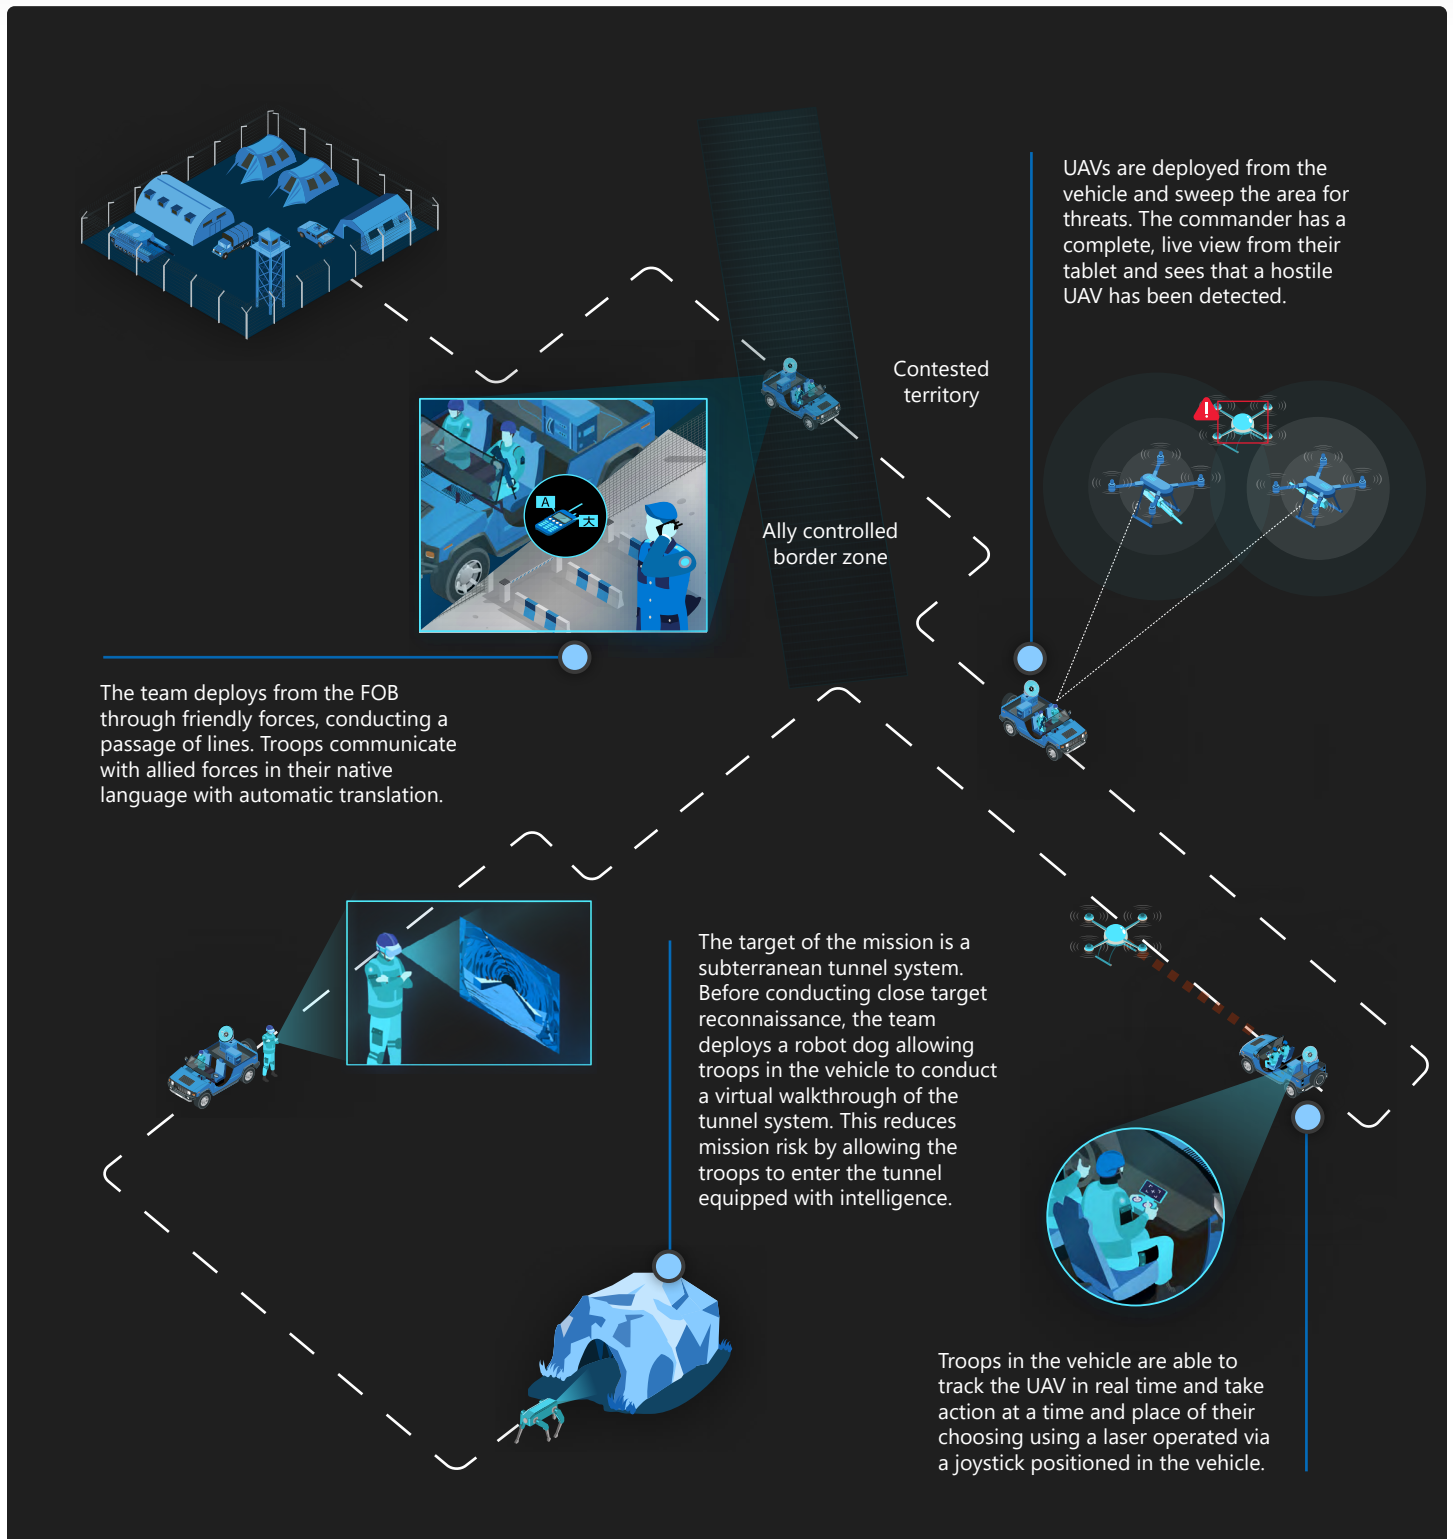 UAVs are deployed from the
vehicle and sweep the area for
threats. The commander has a
complete, live view from their
tablet and sees that a hostile
UAV has been detected.
Contested
territory
A
大
Ally controlled
border zone
The team deploys from the FOB
through friendly forces, conducting a
passage of lines. Troops communicate
with allied forces in their native
language with automatic translation.
The target of the mission is a
subterranean tunnel system.
Before conducting close target
reconnaissance, the team
deploys a robot dog allowing
troops in the vehicle to conduct
a virtual walkthrough of the
tunnel system. This reduces
mission risk by allowing the
troops to enter the tunnel
equipped with intelligence.
Troops in the vehicle are able to
track the UAV in real time and take
action at a time and place of their
choosing using a laser operated via
a joystick positioned in the vehicle.